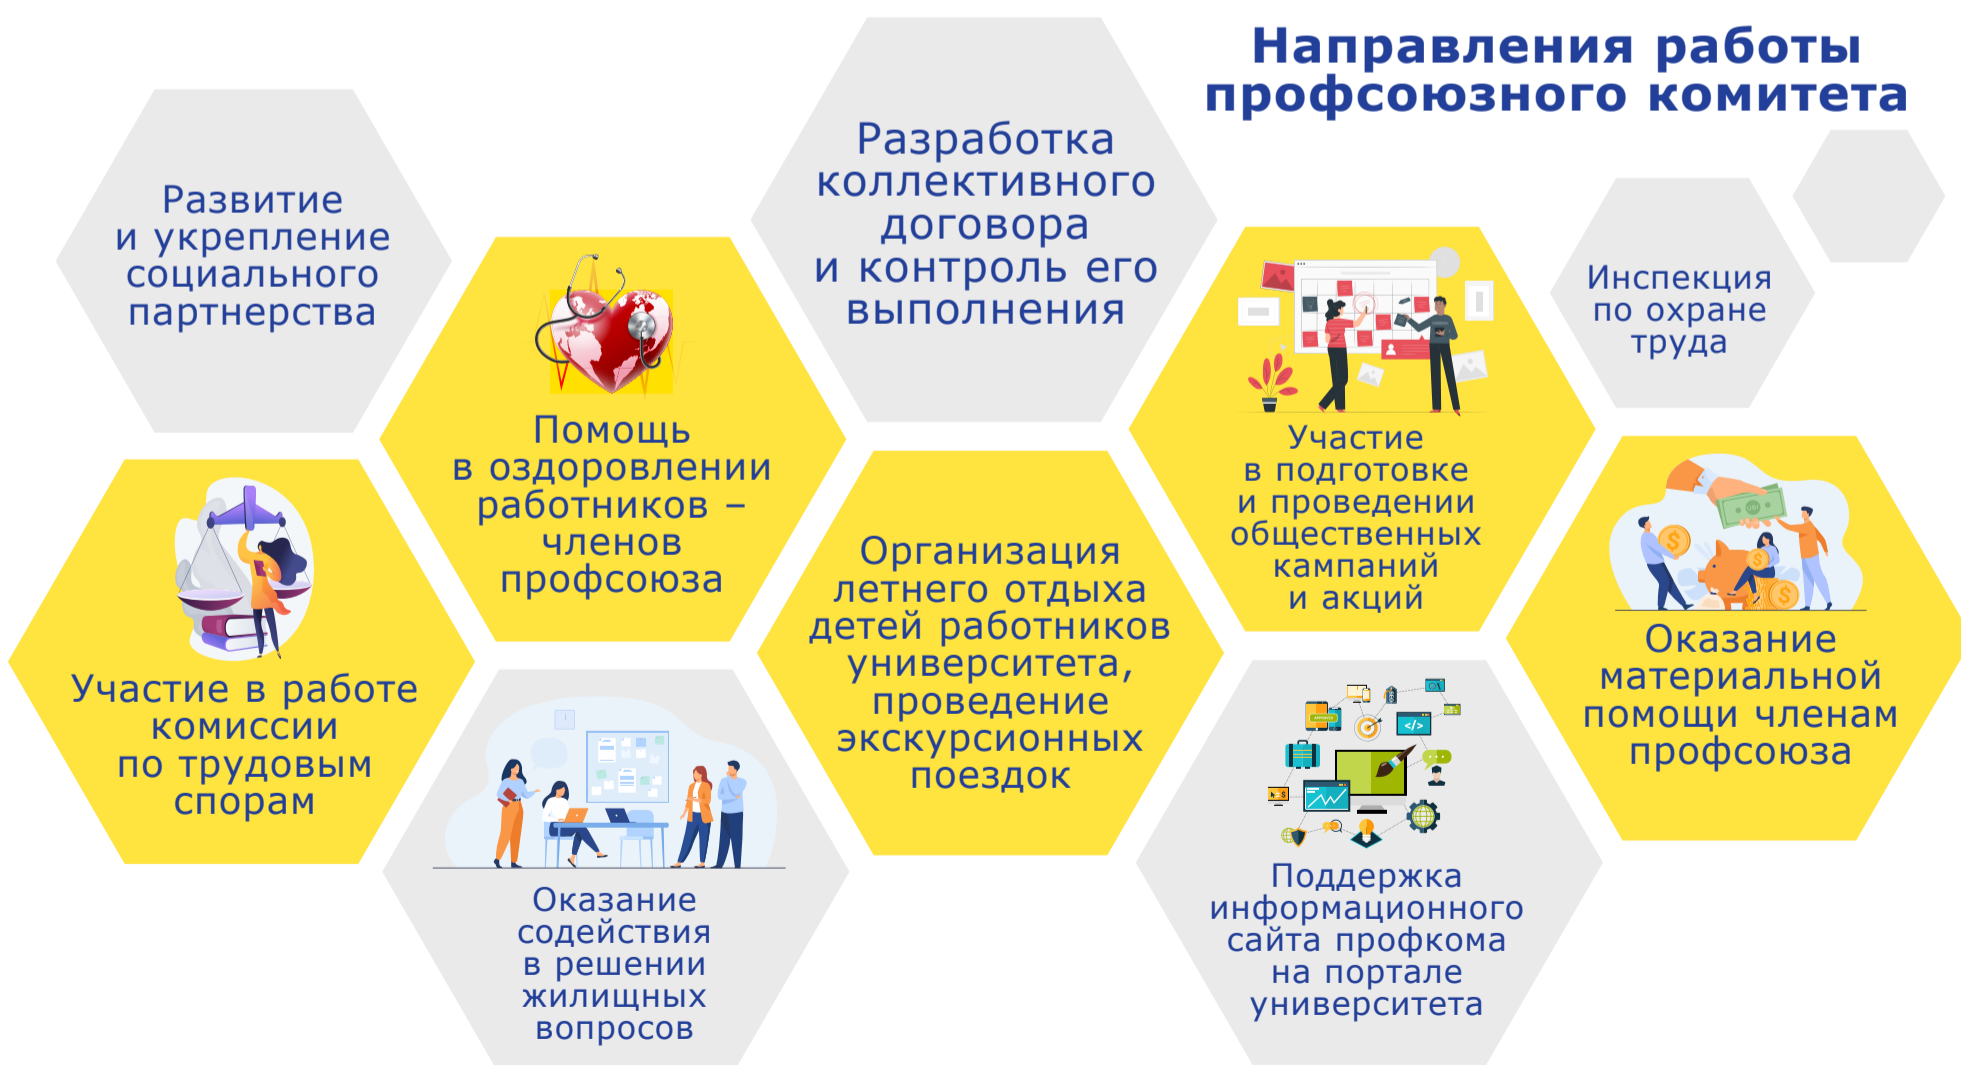 Направления работы
профсоюзного комитета
Развитие
и укрепление
социального
партнерства
Помощь
в оздоровлении
работников –
членов
профсоюза
Разработка
коллективного
договора
и контроль его
выполнения
Участие
в подготовке
и проведении
общественных
кампаний
и акций
Инспекция
по охране
труда
Участие в работе
комиссии
по трудовым
спорам
Оказание
содействия
в решении
жилищных
вопросов
Организация
летнего отдыха
детей работников
университета,
проведение
экскурсионных
поездок
Поддержка
информационного
сайта профкома
на портале
университета
Оказание
материальной
помощи членам
профсоюза